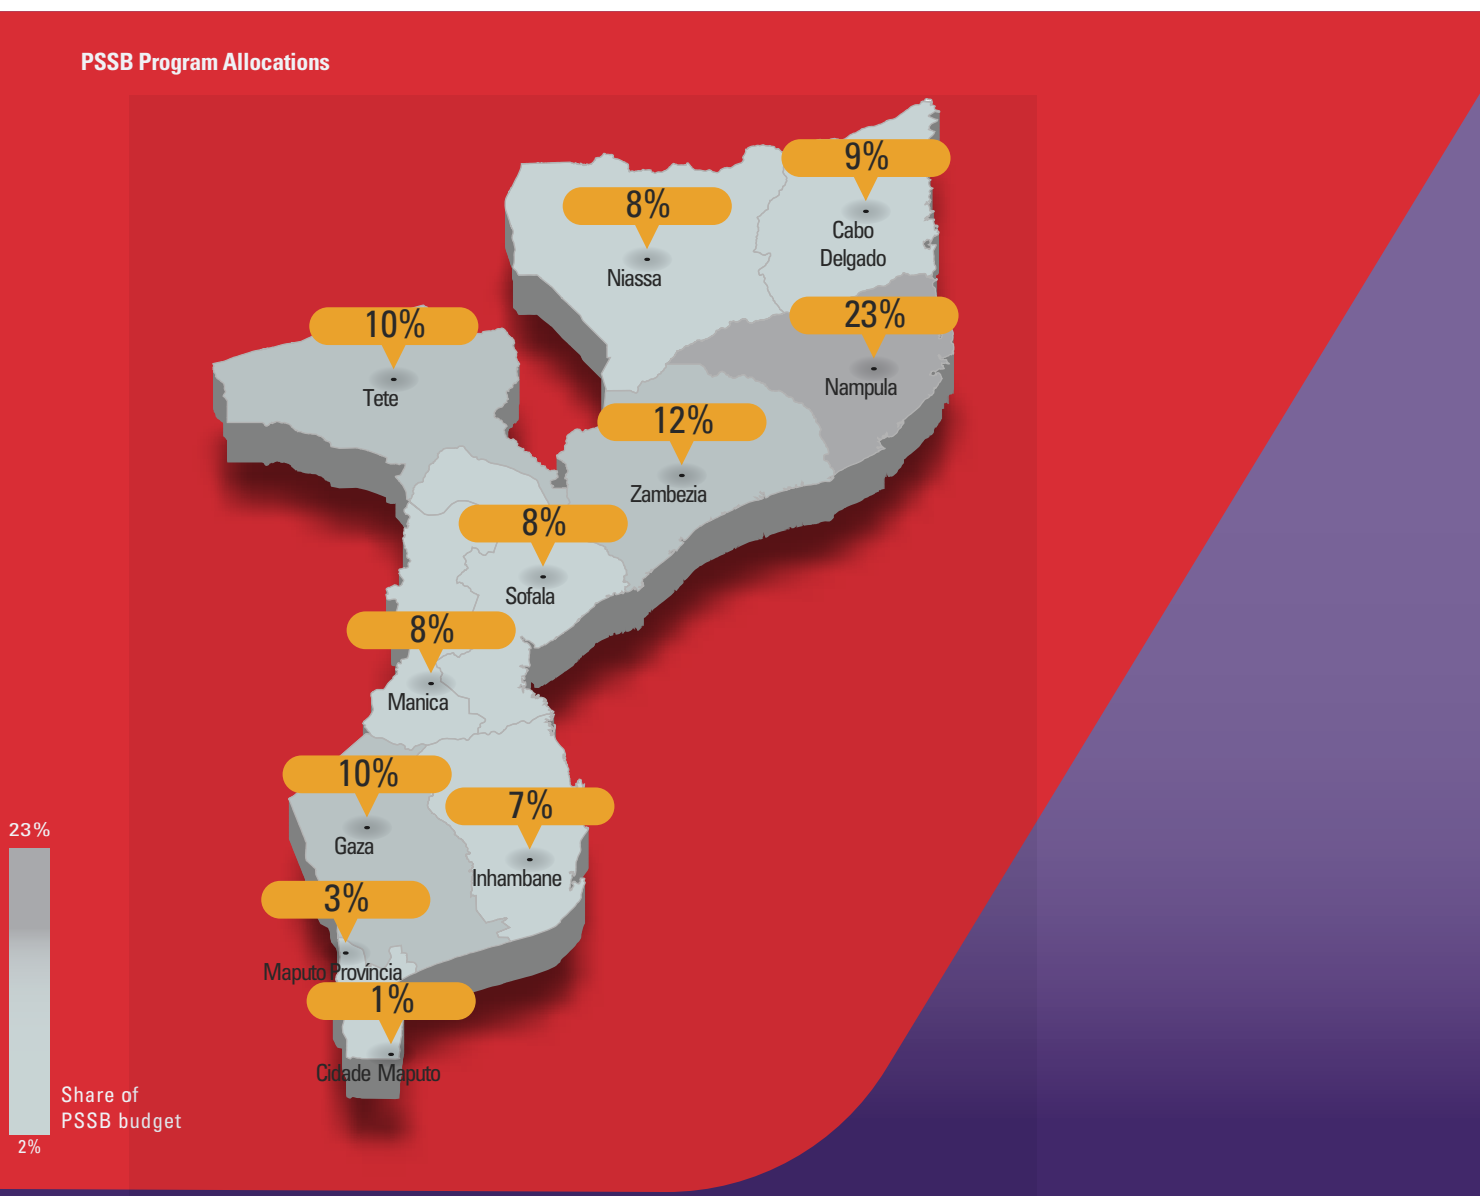 PSSB Program Allocations
9%
Cabo
Delgado
8%
Niassa
23%
Nampula
10%
Tete
12%
Zambezia
8%
Sofala
8%
Manica
10%
Gaza
7%
Inhambane
3%
Maputo Província
1%
Cidade Maputo
23%
Share of
PSSB budget
2%